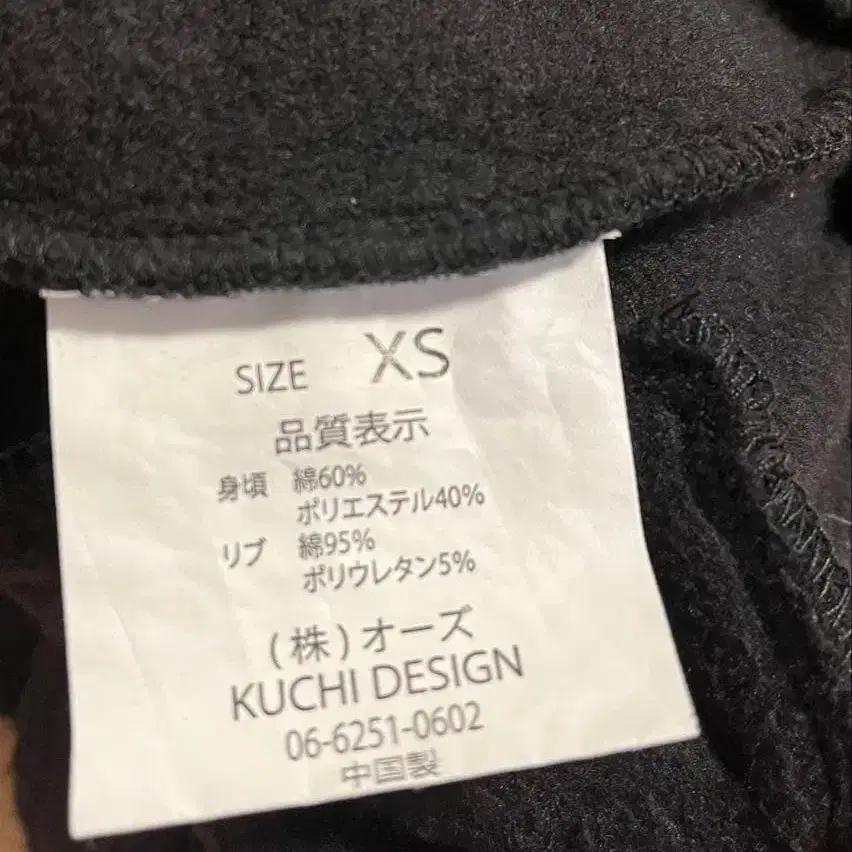 SIZE XS
品質表示
身頃 綿60%
ポリエステル40%
リブ 綿95%
ポリウレタン5%
(株)オーズ
KUCHI DESIGN
06-6251-0602
中国製